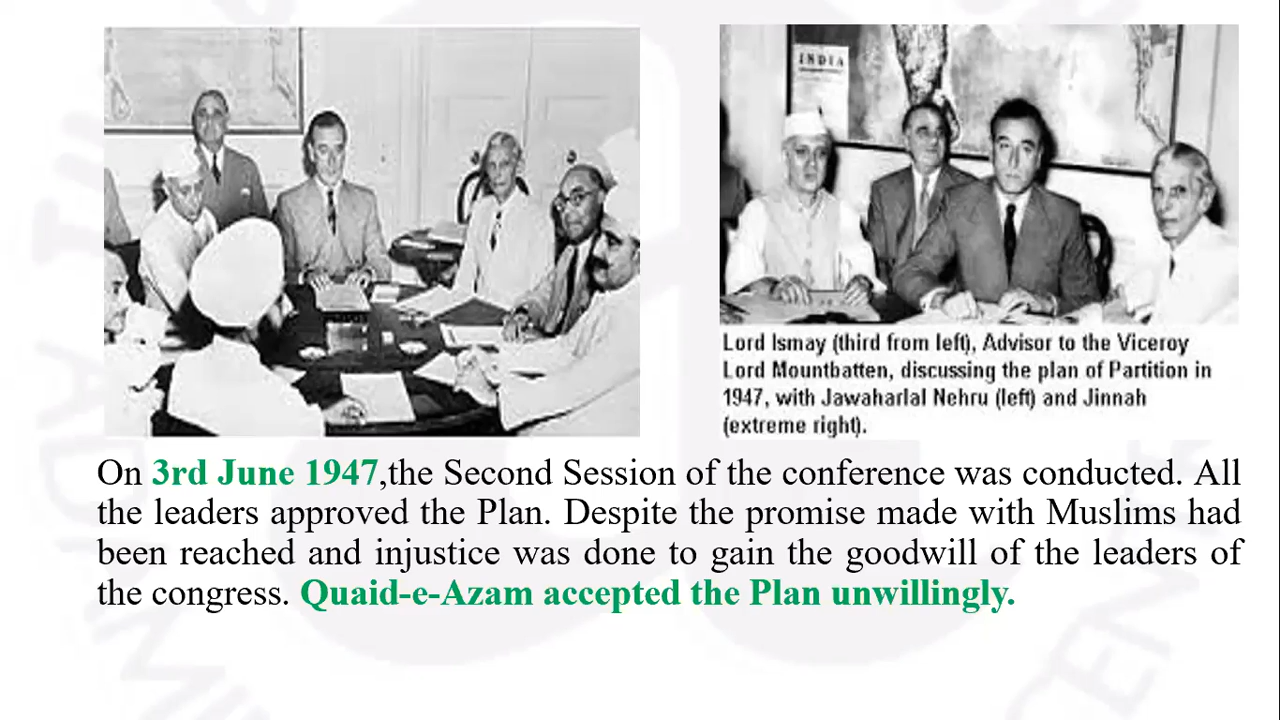 INDIA
Lord Ismay (third from left), Advisor to the Viceroy
Lord Mountbatten, discussing the plan of Partition in
1947, with Jawaharlal Nehru (left) and Jinnah
(extreme right).
On 3rd June 1947,the Second Session of the conference was conducted. All
the leaders approved the Plan. Despite the promise made with Muslims had
been reached and injustice was done to gain the goodwill of the leaders of
the congress. Quaid-e-Azam accepted the Plan unwillingly.